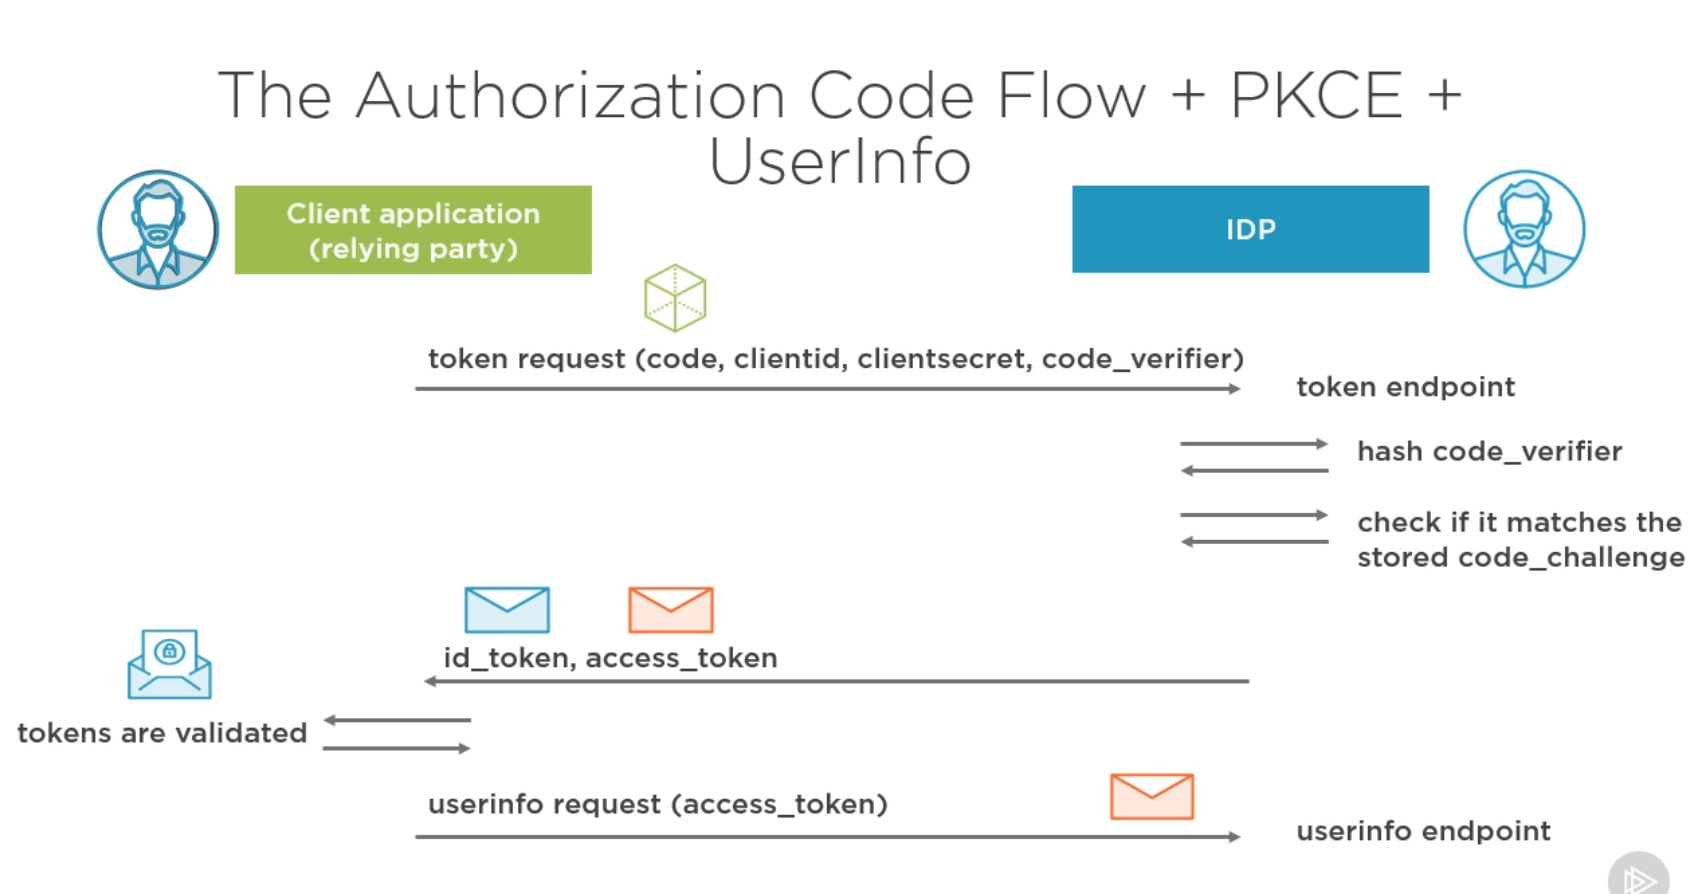 The Authorization Code Flow + PKCE +
UserInfo
Client application
(relying party)
IDP
token request (code, clientid, clientsecret, code_verifier)
token endpoint
hash code_verifier
check if it matches the
stored code_challenge
id_token, access_token
tokens are validated
userinfo request (access_token)
userinfo endpoint